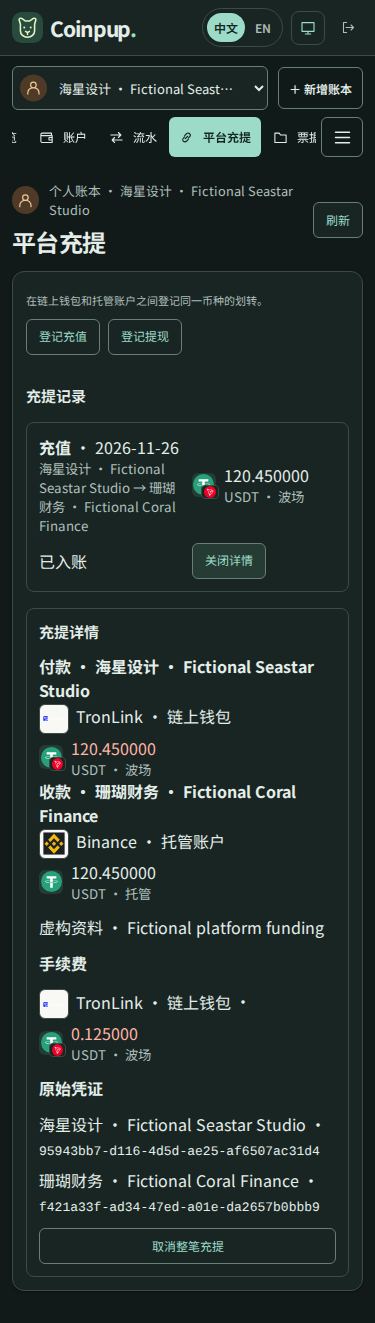 Coinpup.
中文 EN
海星设计 · Fictional Seast···
+ 新增账本
账户 流水 平台充提
个人账本 · 海星设计 · Fictional Seastar
Studio
刷新
平台充提
在链上钱包和托管账户之间登记同一币种的划转。
登记充值 登记提现
充提记录
充值 · 2026-11-26
海星设计 · Fictional
Seastar Studio → 珊瑚
财务 · Fictional Coral
Finance
120.450000
USDT · 波场
已入账
关闭详情
充提详情
付款 · 海星设计 · Fictional Seastar
Studio
TronLink · 链上钱包
120.450000
USDT · 波场
收款 · 珊瑚财务 · Fictional Coral
Finance
Binance · 托管账户
120.450000
USDT · 托管
虚构资料 · Fictional platform funding
手续费
TronLink · 链上钱包 ·
0.125000
USDT · 波场
原始凭证
海星设计 · Fictional Seastar Studio ·
95943bb7-d116-4d5d-ae25-af6507ac31d4
珊瑚财务 · Fictional Coral Finance ·
f421a33f-ad34-47ed-a01e-da2657b0bbb9
取消整笔充提